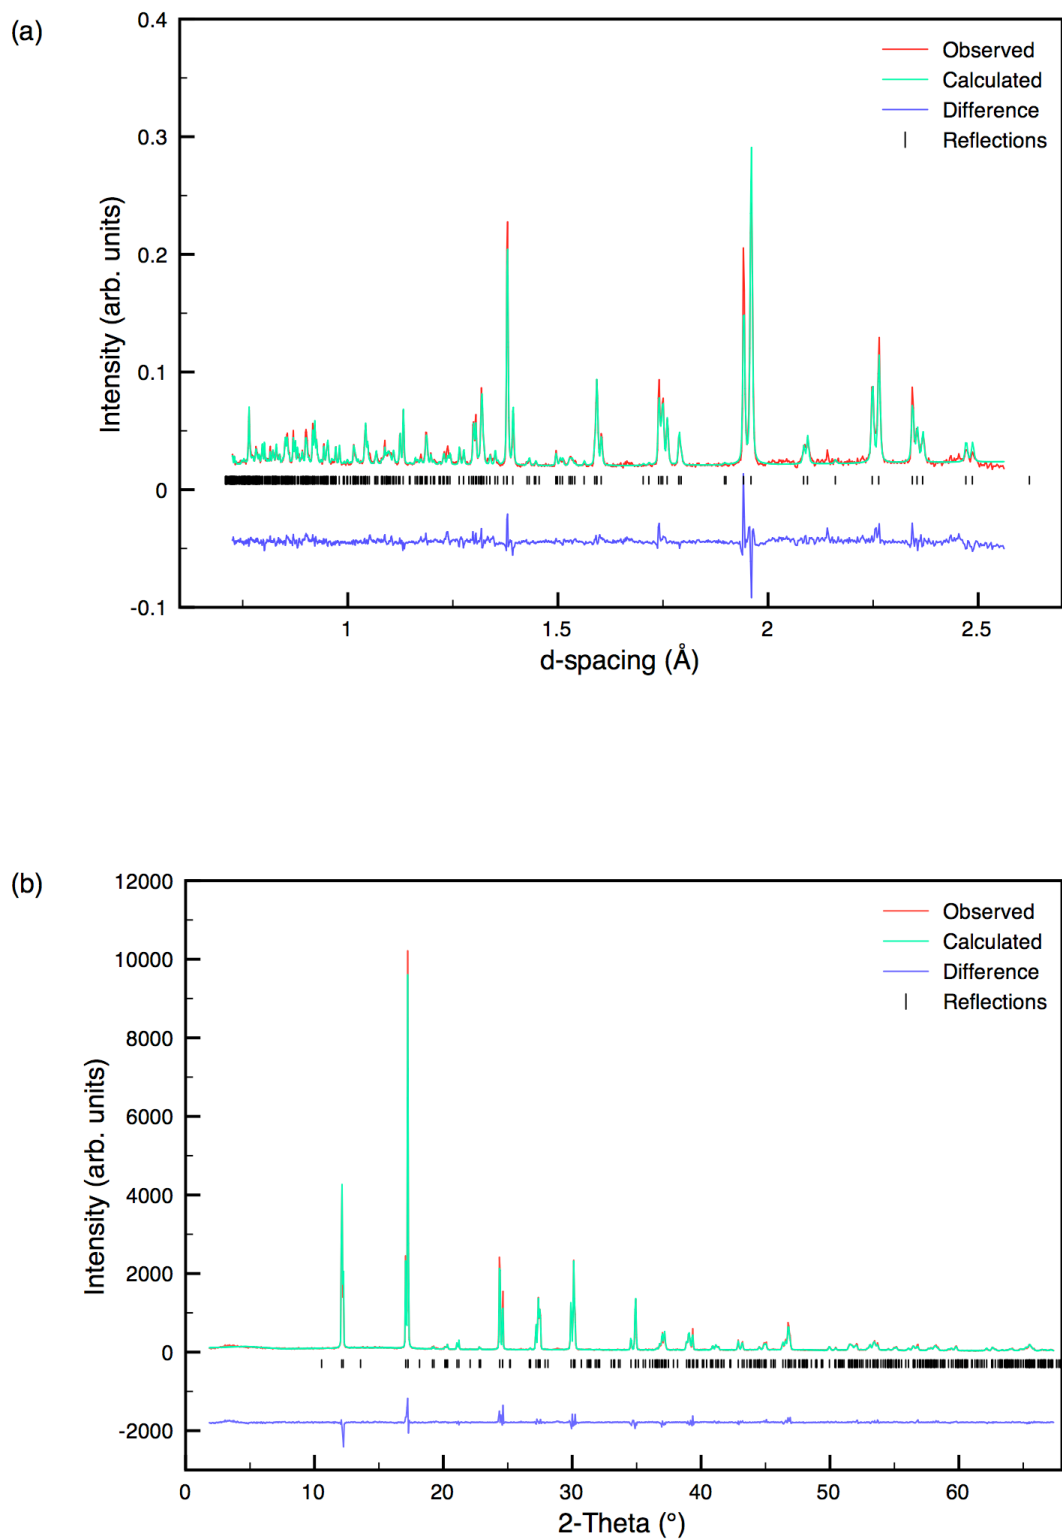 (a)
0.4
0.3
0.2
0.1
0
-0.1
Intensity (arb. units)
Observed
Calculated
Difference
Reflections
1
1.5
2
2.5
d-spacing (Å)
(b)
12000
10000
8000
6000
4000
2000
0
-2000
Intensity (arb. units)
Observed
Calculated
Difference
Reflections
0
10
20
30
40
50
60
2-Theta (°)